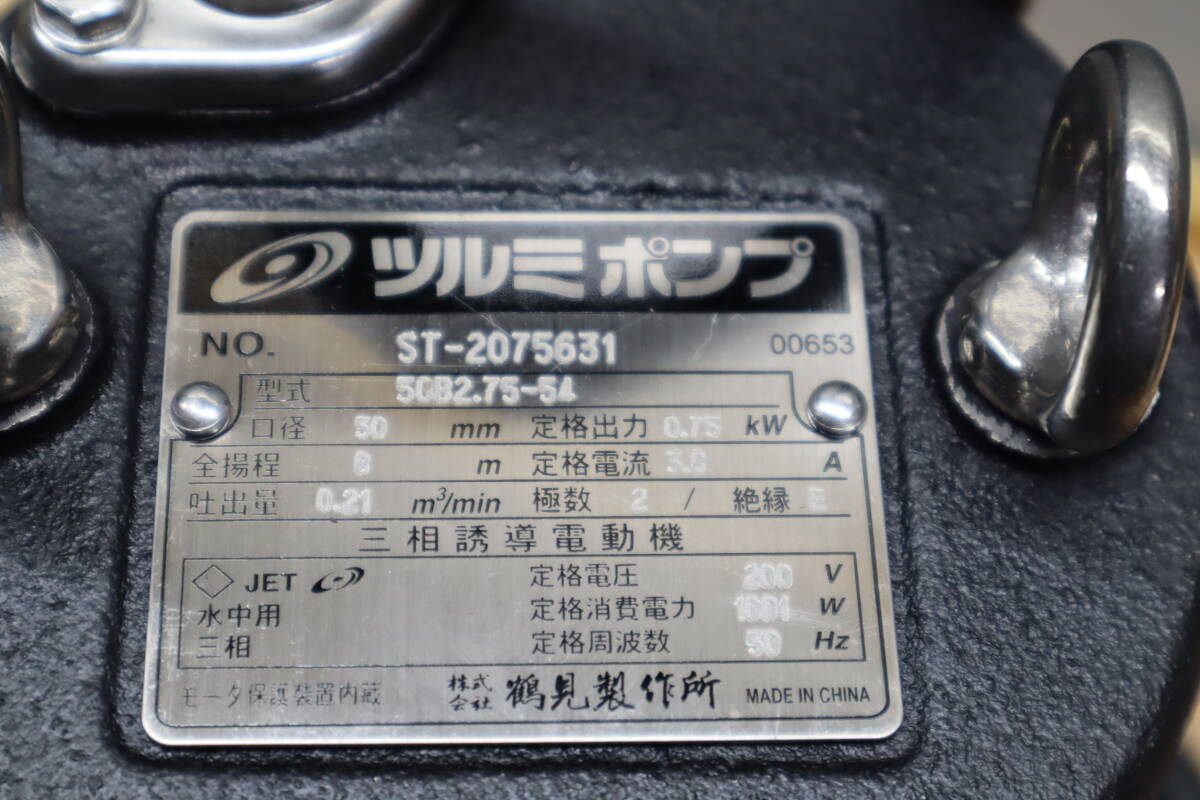 ツルミポンプ
NO. ST-2075631 00653
型式 50B2.75-5A
口径 50 mm 定格出力 0.75 kW
全揚程 8 m 定格電流 A
吐出量 0.21 m³/min 極数 2 / 絶縁 E
三相誘導電動機
JET 定格電圧 200 V
水中用 定格消費電力 1001 W
三相 定格周波数 50 Hz
モータ保護装置内蔵 株式会社 鶴見製作所 MADE IN CHINA